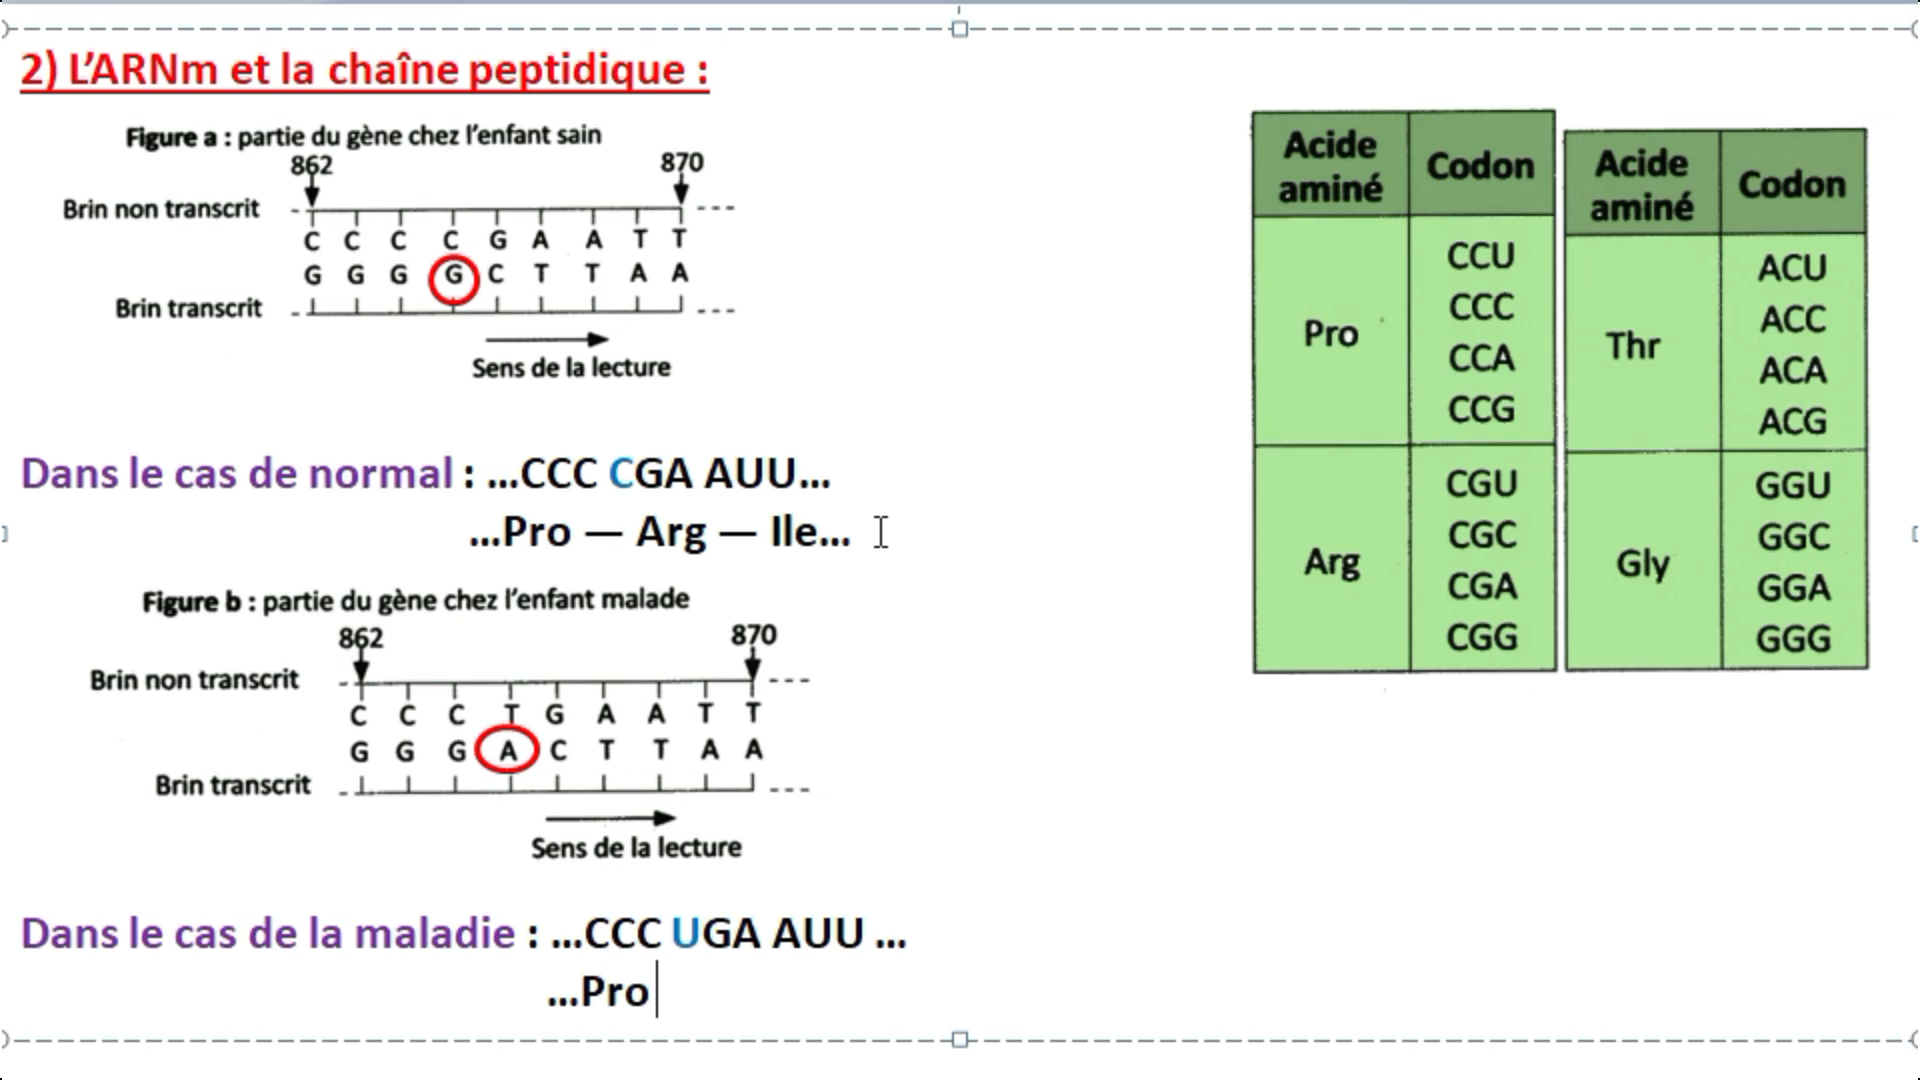 2) L'ARNm et la chaîne peptidique :
Figure a : partie du gène chez l'enfant sain
862 870
Brin non transcrit
C C C C G A A T T
G G G G C T T A A
Brin transcrit
Sens de la lecture
Dans le cas de normal : ...CCC CGA AUU...
...Pro — Arg — Ile...
Figure b : partie du gène chez l'enfant malade
862 870
Brin non transcrit
C C C T G A A T T
G G G A C T T A A
Brin transcrit
Sens de la lecture
Dans le cas de la maladie : ...CCC UGA AUU ...
...Pro
Acide aminé Codon
Pro
CCU
CCC
CCA
CCG
Arg
CGU
CGC
CGA
CGG
Acide aminé Codon
Thr
ACU
ACC
ACA
ACG
Gly
GGU
GGC
GGA
GGG